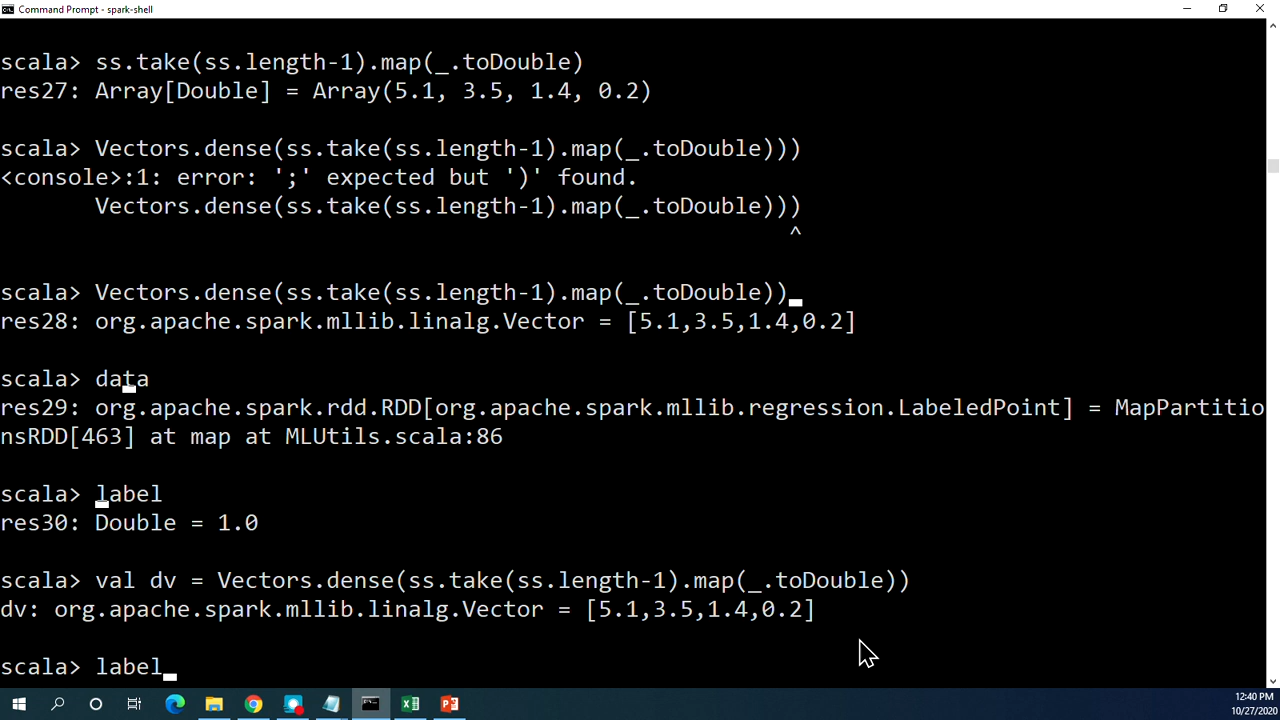 Command Prompt - spark-shell
scala> ss.take(ss.length-1).map(_.toDouble)
res27: Array[Double] = Array(5.1, 3.5, 1.4, 0.2)
scala> Vectors.dense(ss.take(ss.length-1).map(_.toDouble)))
<console>:1: error: ';' expected but ')' found.
Vectors.dense(ss.take(ss.length-1).map(_.toDouble)))
^
scala> Vectors.dense(ss.take(ss.length-1).map(_.toDouble))
res28: org.apache.spark.mllib.linalg.Vector = [5.1,3.5,1.4,0.2]
scala> data
res29: org.apache.spark.rdd.RDD[org.apache.spark.mllib.regression.LabeledPoint] = MapPartitio
nsRDD[463] at map at MLUtils.scala:86
scala> label
res30: Double = 1.0
scala> val dv = Vectors.dense(ss.take(ss.length-1).map(_.toDouble))
dv: org.apache.spark.mllib.linalg.Vector = [5.1,3.5,1.4,0.2]
scala> label
12:40 PM
10/27/2020